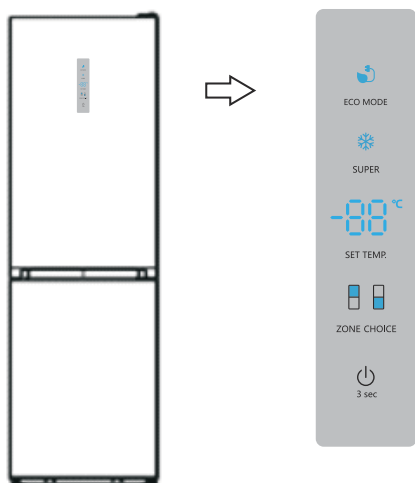 ECO MODE
SUPER
-88 °C
SET TEMP.
ZONE CHOICE
3 sec